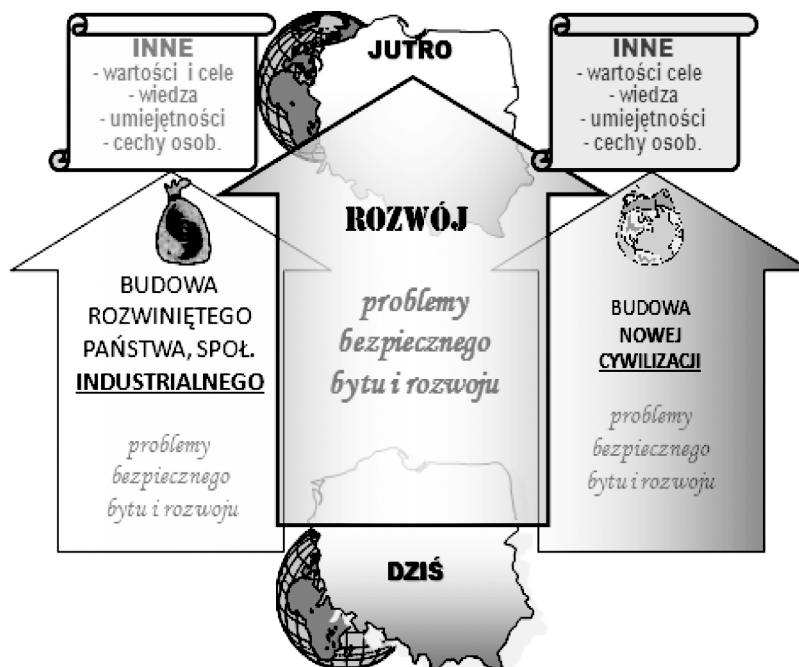 INNE
- wartości i cele
- wiedza
- umiejętności
- cechy osob.
JUTRO
INNE
- wartości cele
- wiedza
- umiejętności
- cechy osob.
ROZWÓJ
problemy
bezpiecznego
bytu i rozwoju
BUDOWA
ROZWINIĘTEGO
PAŃSTWA, SPOŁ.
INDUSTRIALNEGO
problemy
bezpiecznego
bytu i rozwoju
BUDOWA
NOWEJ
CYWILIZACJI
problemy
bezpiecznego
bytu i rozwoju
DZIŚ